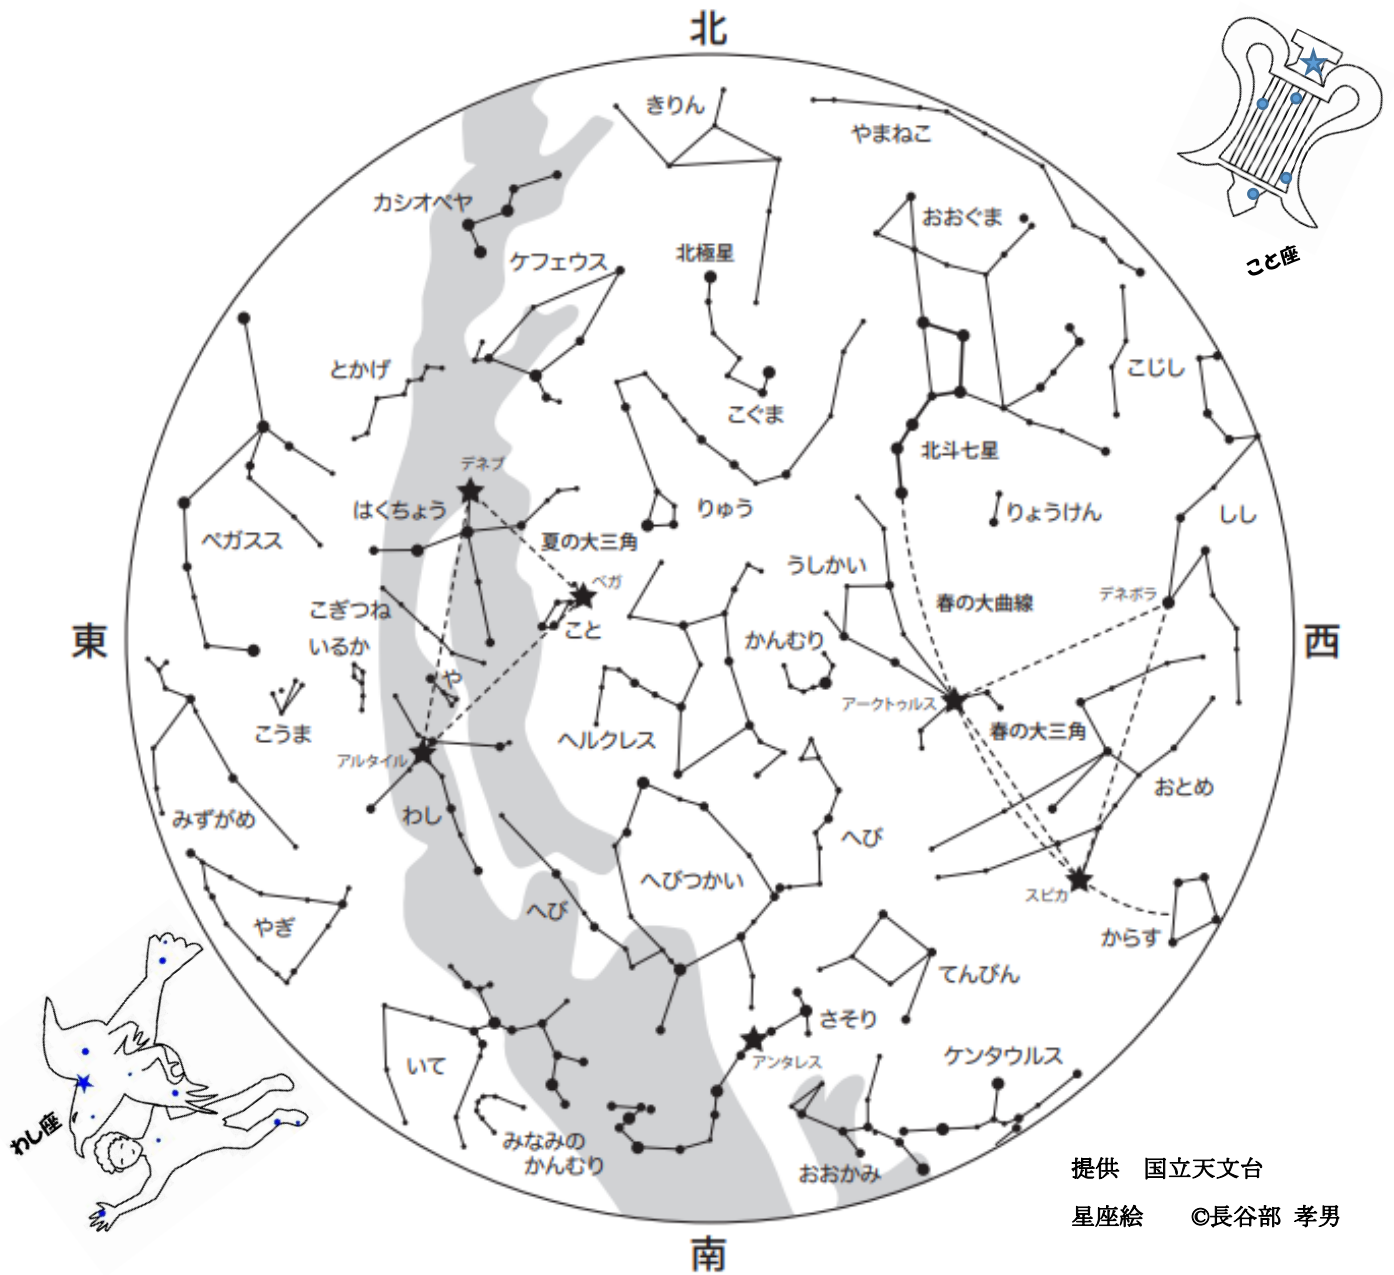 北
きりん
やまねこ
カシオペヤ
おおぐま
ケフェウス
北極星
こと座
とかげ
こぐま
こじし
北斗七星
デネブ
はくちょう
りゅう
りょうけん
しし
ペガスス
夏の大三角
うしかい
ベガ
デネボラ
こぎつね
春の大曲線
こと
東
いるか
かんむり
西
や
アークトゥルス
こうま
ヘルクレス
春の大三角
アルタイル
おとめ
みずがめ
わし
へび
へびつかい
スピカ
へび
やぎ
からす
てんびん
さそり
いて
アンタレス
ケンタウルス
わし座
みなみの
かんむり
おおかみ
提供 国立天文台
星座絵 ©長谷部 孝男
南